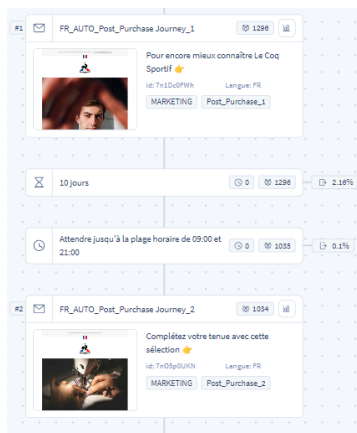 #1 FR_AUTO_Post_Purchase Journey_1 1296
Pour encore mieux connaître Le Coq
Sportif 👉
id: 7n1Dc0FWh Langue: FR
MARKETING Post_Purchase_1
10 jours 0 1296 2.16%
Attendre jusqu'à la plage horaire de 09:00 et
21:00
0 1035 0.1%
#2 FR_AUTO_Post_Purchase Journey_2 1034
Complétez votre tenue avec cette
sélection 👉
id: 7nO5p0UKN Langue: FR
MARKETING Post_Purchase_2